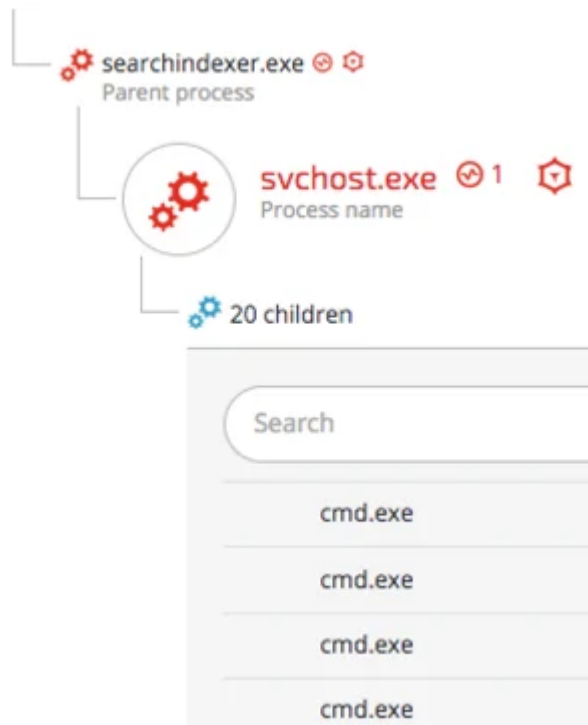 searchindexer.exe
Parent process
svchost.exe 1
Process name
20 children
Search
cmd.exe
cmd.exe
cmd.exe
cmd.exe